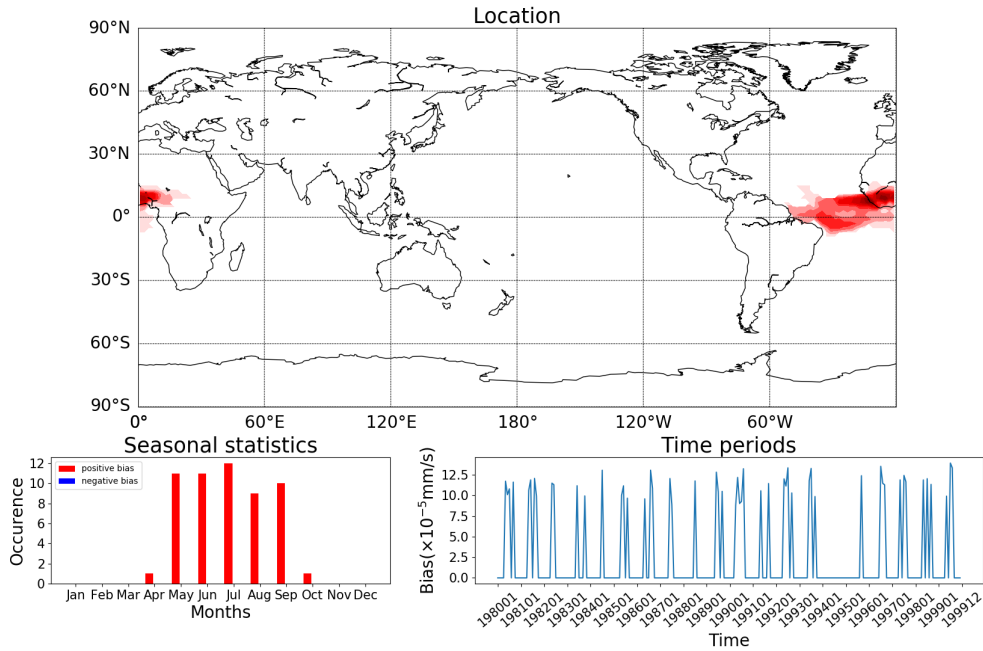 Location
90°N
60°N
30°N
0°
30°S
60°S
90°S
0° 60°E 120°E 180° 120°W 60°W
Seasonal statistics
Time periods
positive bias
negative bias
12
10
8
6
4
2
0
Occurence
Jan Feb Mar Apr May Jun Jul Aug Sep Oct Nov Dec
Months
12.5
10.0
7.5
5.0
2.5
0.0
Bias(×10⁻⁵mm/s)
198001 198101 198201 198301 198401 198501 198601 198701 198801 198901 199001 199101 199201 199301 199401 199501 199601 199701 199801 199901 199912
Time